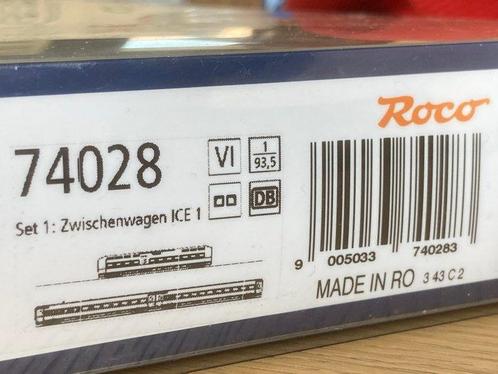 Roco
74028
VI
1
93,5
DB
Set 1: Zwischenwagen ICE 1
9 005033 740283
MADE IN RO 3 43 C 2